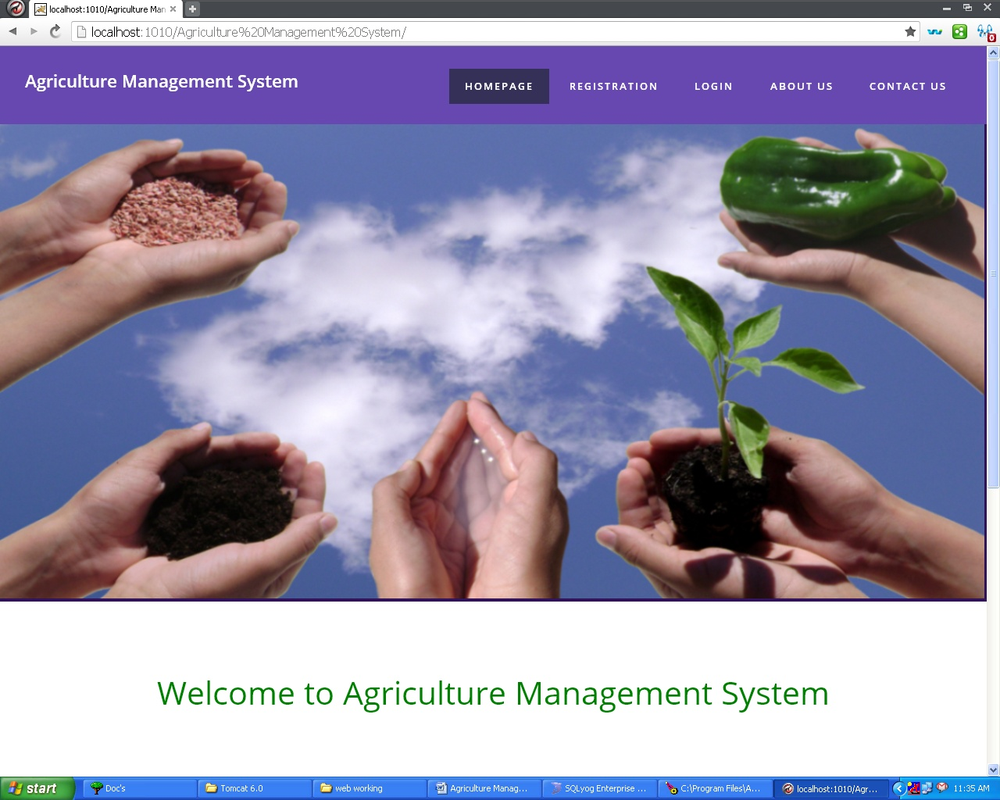 localhost:1010/Agriculture Man
localhost:1010/Agriculture%20Management%20System/
0
Agriculture Management System
HOMEPAGE REGISTRATION LOGIN ABOUT US CONTACT US
Welcome to Agriculture Management System
start Doc's Tomcat 6.0 web working Agriculture Manag... SQLyog Enterprise ... C:\Program Files\A... localhost:1010/Agr... 11:35 AM